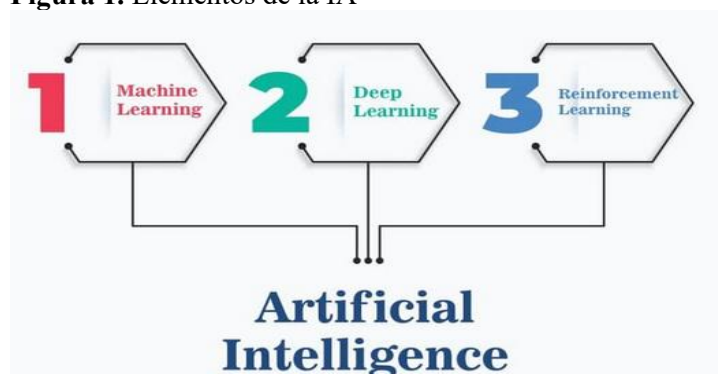 Figura 1. Elementos de la IA
1
Machine
Learning
2
Deep
Learning
3
Reinforcement
Learning
Artificial
Intelligence